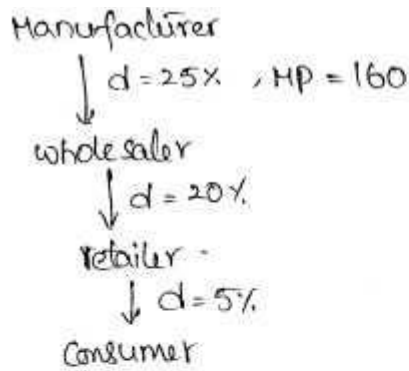 Manufacturer
d = 25% , MP = 160
wholesaler
d = 20%
retailer
d = 5%
Consumer